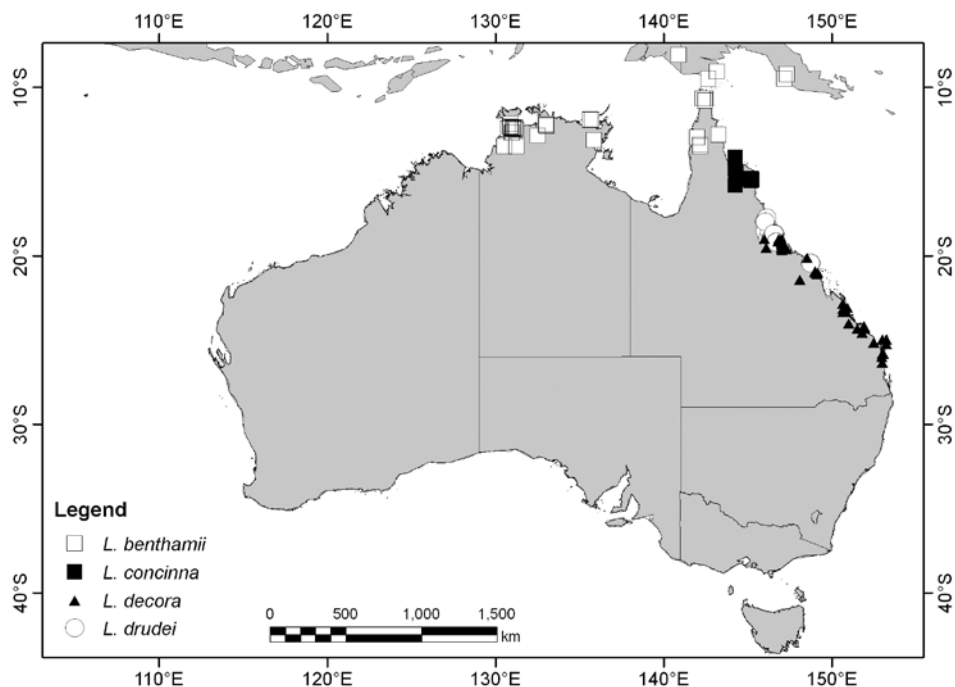 110°E 120°E 130°E 140°E 150°E
10°S 10°S
20°S 20°S
30°S 30°S
40°S 40°S
Legend
L. benthamii
L. concinna
L. decora
L. drudei
0 500 1,000 1,500
km
110°E 120°E 130°E 140°E 150°E